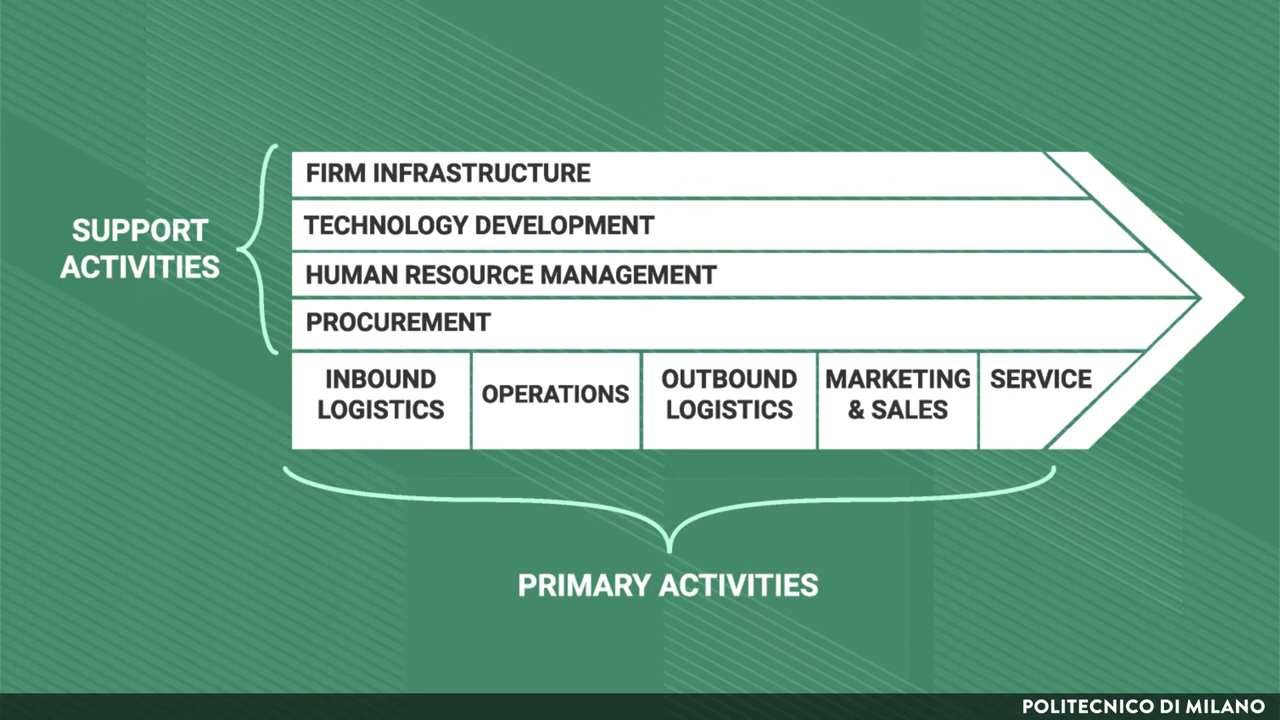 FIRM INFRASTRUCTURE
TECHNOLOGY DEVELOPMENT
HUMAN RESOURCE MANAGEMENT
PROCUREMENT
SUPPORT
ACTIVITIES
INBOUND
LOGISTICS
OPERATIONS
OUTBOUND
LOGISTICS
MARKETING
& SALES
SERVICE
PRIMARY ACTIVITIES
POLITECNICO DI MILANO